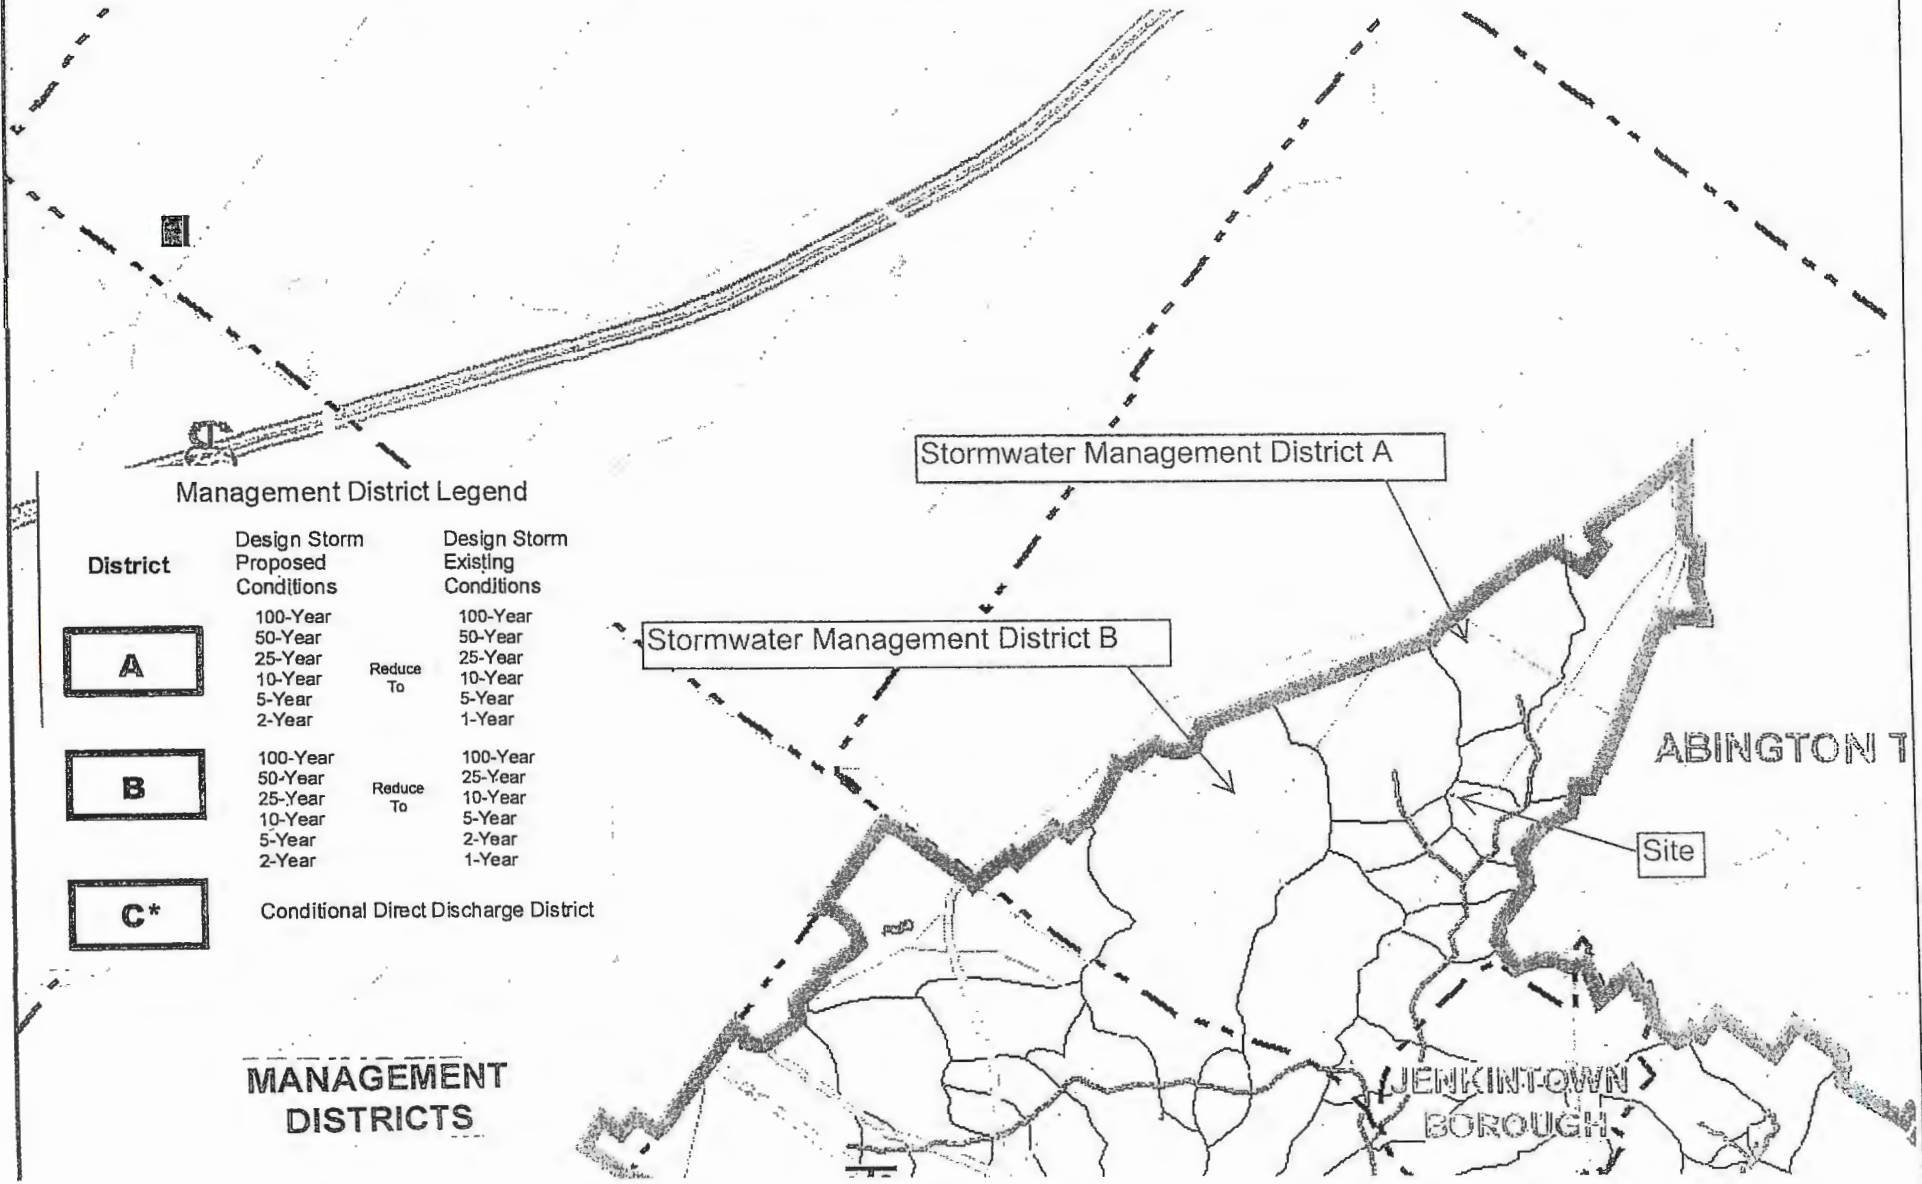 Stormwater Management District A
Management District Legend
District
Design Storm
Proposed
Conditions
Design Storm
Existing
Conditions
A
100-Year
50-Year
25-Year
10-Year
5-Year
2-Year
Reduce
To
100-Year
50-Year
25-Year
10-Year
5-Year
1-Year
B
100-Year
50-Year
25-Year
10-Year
5-Year
2-Year
Reduce
To
100-Year
25-Year
10-Year
5-Year
2-Year
1-Year
C*
Conditional Direct Discharge District
Stormwater Management District B
ABINGTON T
Site
MANAGEMENT
DISTRICTS
JENKINTOWN
BOROUGH